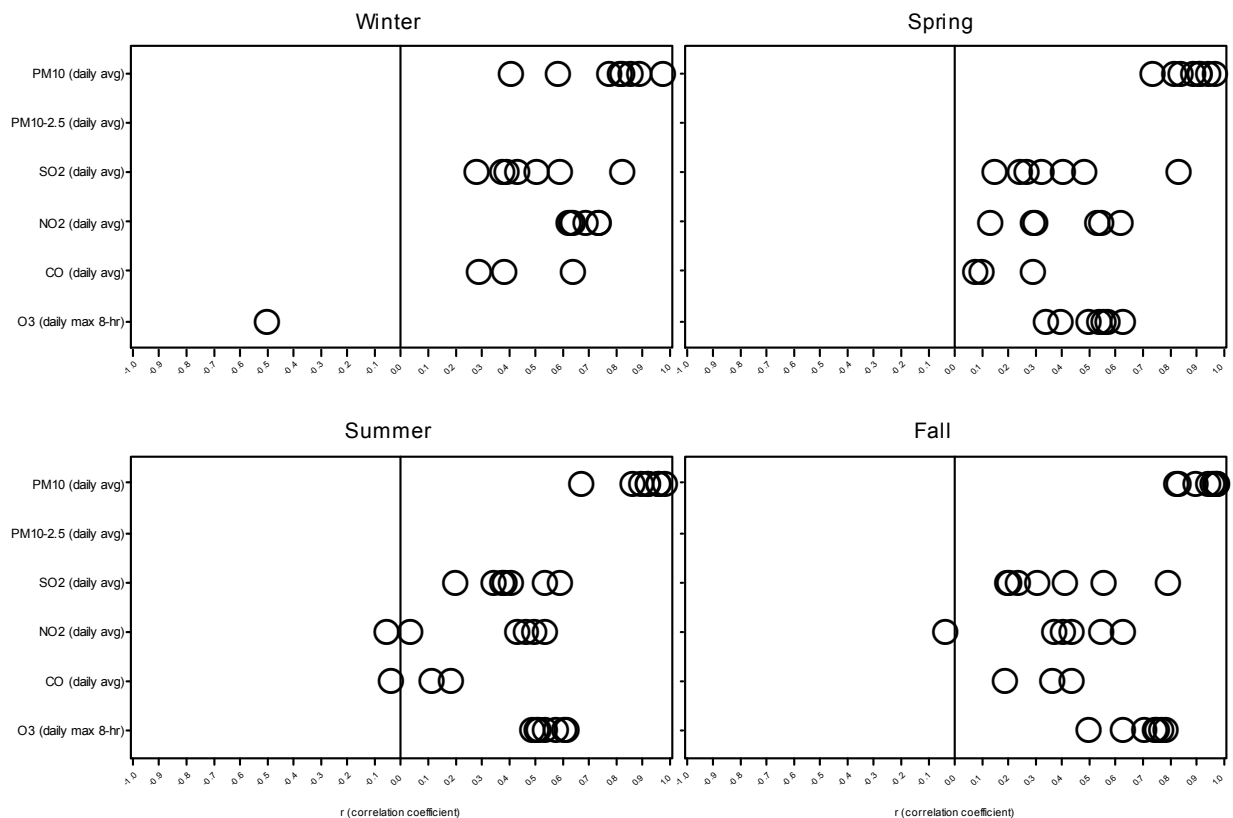 Winter
Spring
PM10 (daily avg)
PM10-2.5 (daily avg)
SO2 (daily avg)
NO2 (daily avg)
CO (daily avg)
O3 (daily max 8-hr)
-1.0 -0.9 -0.8 -0.7 -0.6 -0.5 -0.4 -0.3 -0.2 -0.1 0.0 0.1 0.2 0.3 0.4 0.5 0.6 0.7 0.8 0.9 1.0
-1.0 -0.9 -0.8 -0.7 -0.6 -0.5 -0.4 -0.3 -0.2 -0.1 0.0 0.1 0.2 0.3 0.4 0.5 0.6 0.7 0.8 0.9 1.0
Summer
Fall
PM10 (daily avg)
PM10-2.5 (daily avg)
SO2 (daily avg)
NO2 (daily avg)
CO (daily avg)
O3 (daily max 8-hr)
-1.0 -0.9 -0.8 -0.7 -0.6 -0.5 -0.4 -0.3 -0.2 -0.1 0.0 0.1 0.2 0.3 0.4 0.5 0.6 0.7 0.8 0.9 1.0
-1.0 -0.9 -0.8 -0.7 -0.6 -0.5 -0.4 -0.3 -0.2 -0.1 0.0 0.1 0.2 0.3 0.4 0.5 0.6 0.7 0.8 0.9 1.0
r (correlation coefficient)
r (correlation coefficient)